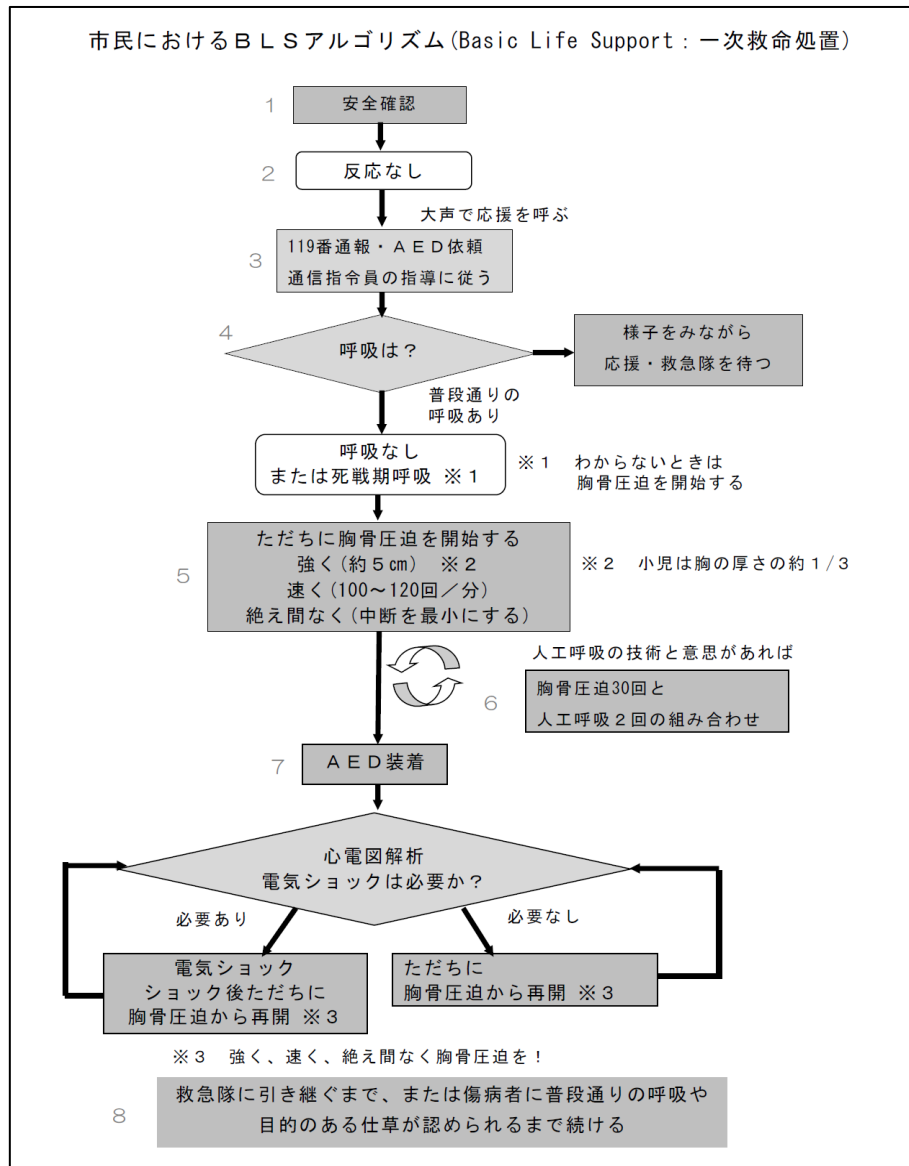 市民におけるＢＬＳアルゴリズム(Basic Life Support：一次救命処置)
1
安全確認
2
反応なし
大声で応援を呼ぶ
3
119番通報・ＡＥＤ依頼
通信指令員の指導に従う
4
呼吸は？
様子をみながら
応援・救急隊を待つ
普段通りの
呼吸あり
呼吸なし
または死戦期呼吸 ※１
※１　わからないときは
胸骨圧迫を開始する
5
ただちに胸骨圧迫を開始する
強く(約５㎝)　※２
速く(100～120回／分)
絶え間なく(中断を最小にする)
※２　小児は胸の厚さの約１/３
人工呼吸の技術と意思があれば
6
胸骨圧迫30回と
人工呼吸２回の組み合わせ
7
ＡＥＤ装着
心電図解析
電気ショックは必要か？
必要あり
必要なし
電気ショック
ショック後ただちに
胸骨圧迫から再開 ※３
ただちに
胸骨圧迫から再開 ※３
※３　強く、速く、絶え間なく胸骨圧迫を！
8
救急隊に引き継ぐまで、または傷病者に普段通りの呼吸や
目的のある仕草が認められるまで続ける